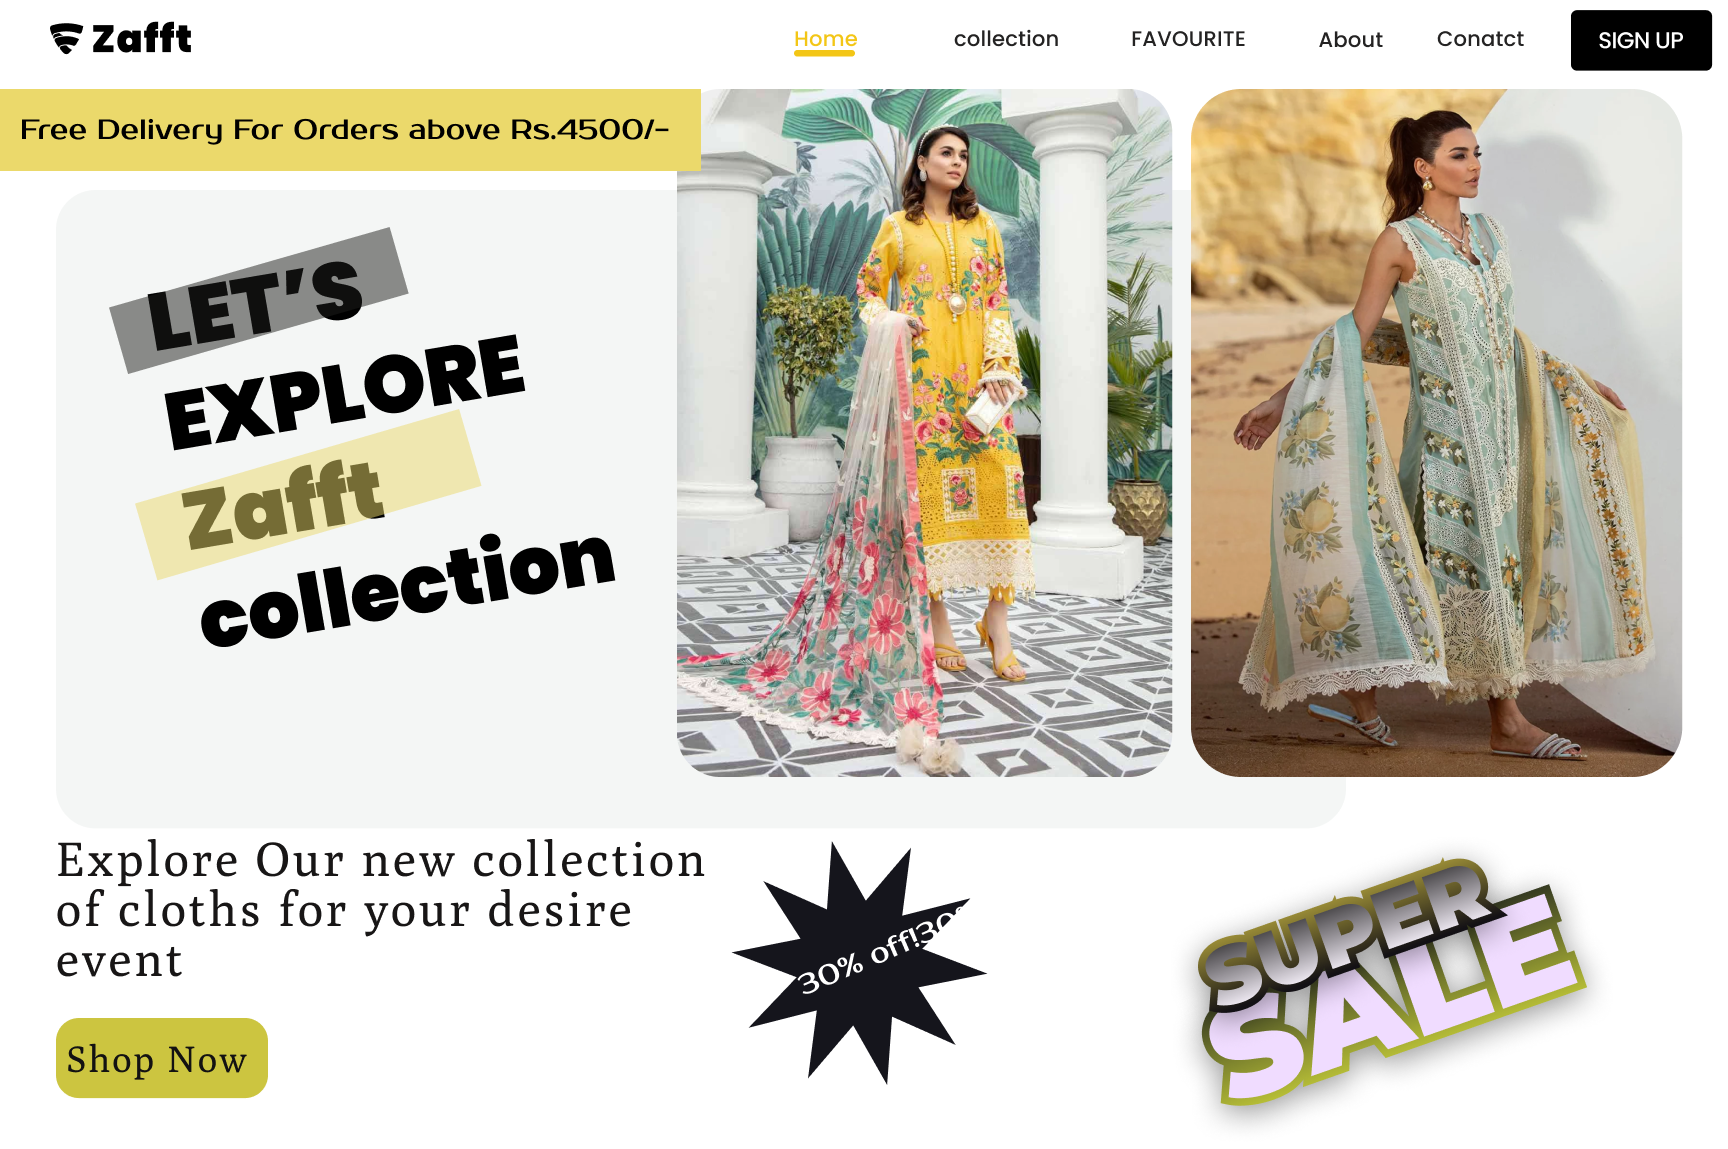 Zafft
Home
collection
FAVOURITE
About
Conatct
SIGN UP
Free Delivery For Orders above Rs.4500/-
LET’S
EXPLORE
Zafft
collection
Explore Our new collection
of cloths for your desire
event
30% off!30
Shop Now
SUPER
SALE